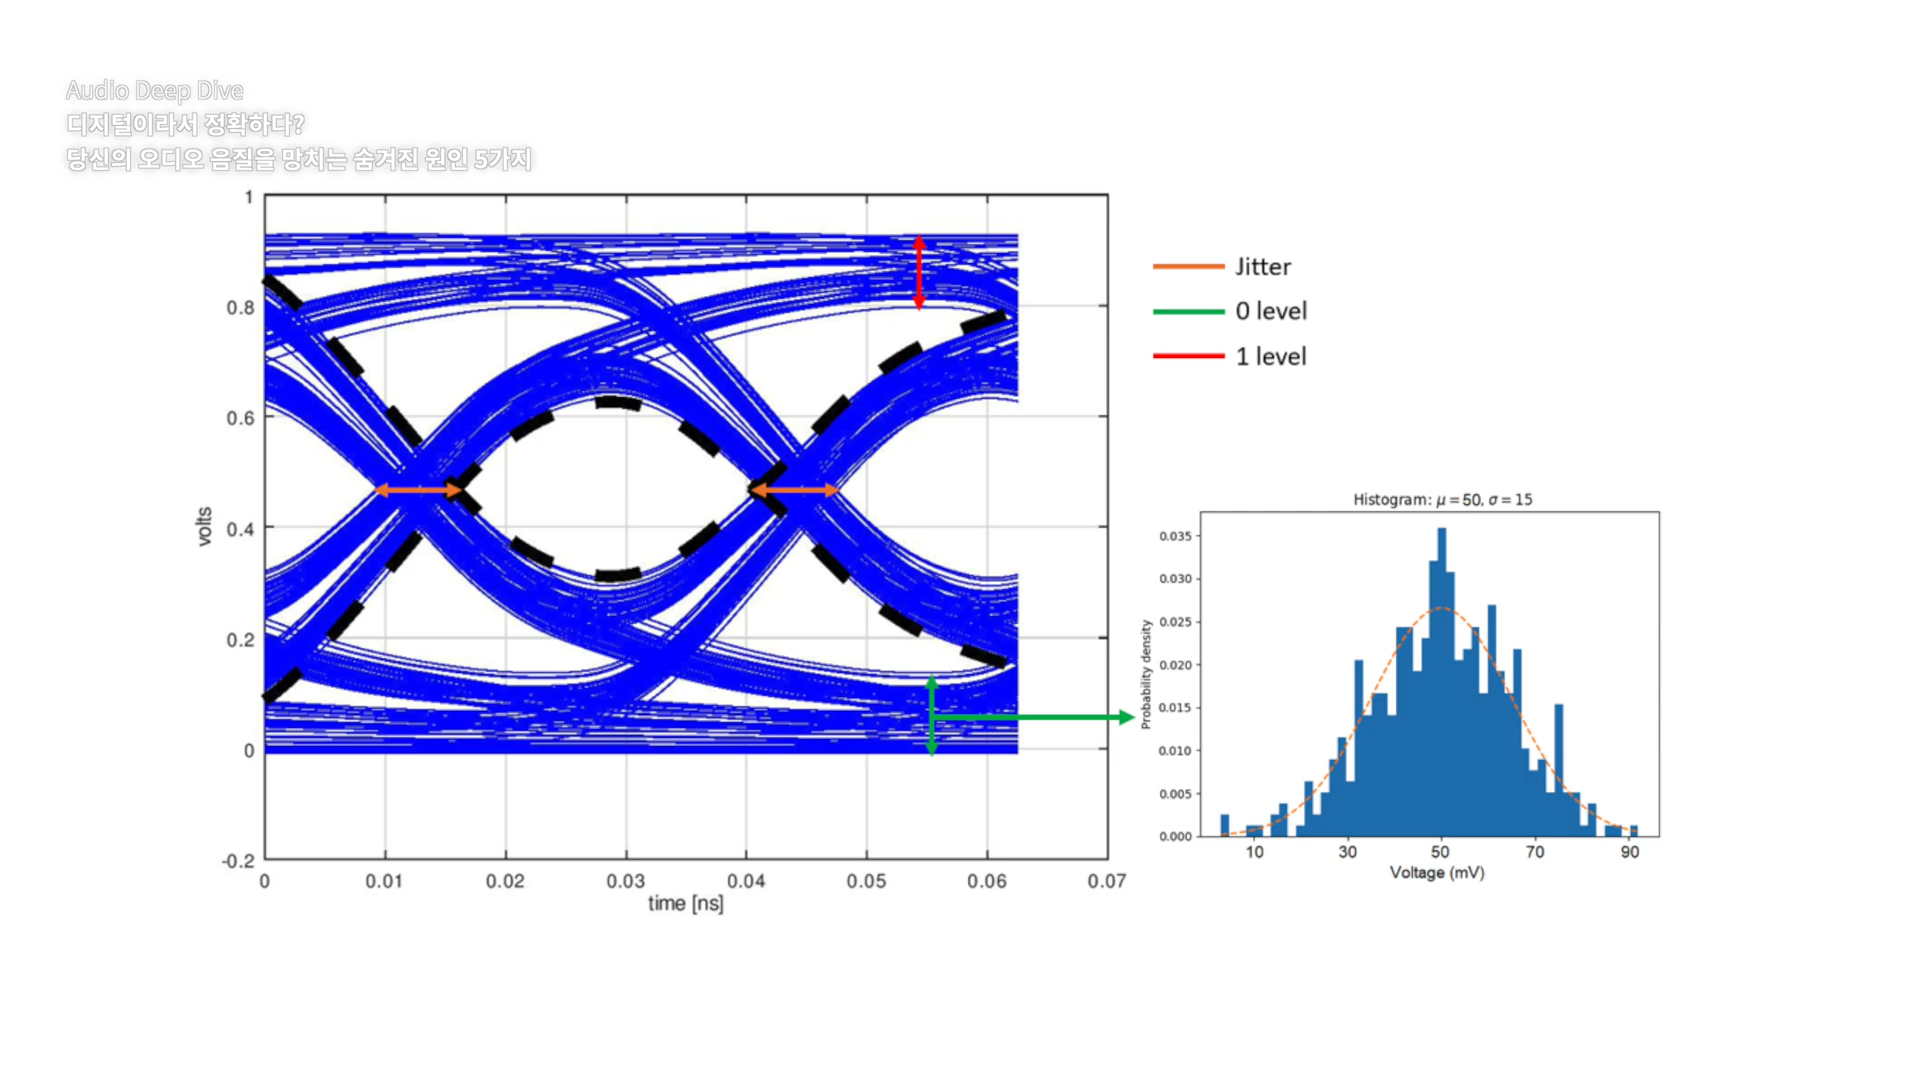 Audio Deep Dive
디지털이라서 정확하다?
당신의 오디오 음질을 망치는 숨겨진 원인 5가지
1
0.8
0.6
0.4
0.2
0
-0.2
volts
0
0.01
0.02
0.03
0.04
0.05
0.06
0.07
time [ns]
Jitter
0 level
1 level
Histogram: μ = 50, σ = 15
0.035
0.030
0.025
0.020
0.015
0.010
0.005
0.000
Probability density
10
30
50
70
90
Voltage (mV)